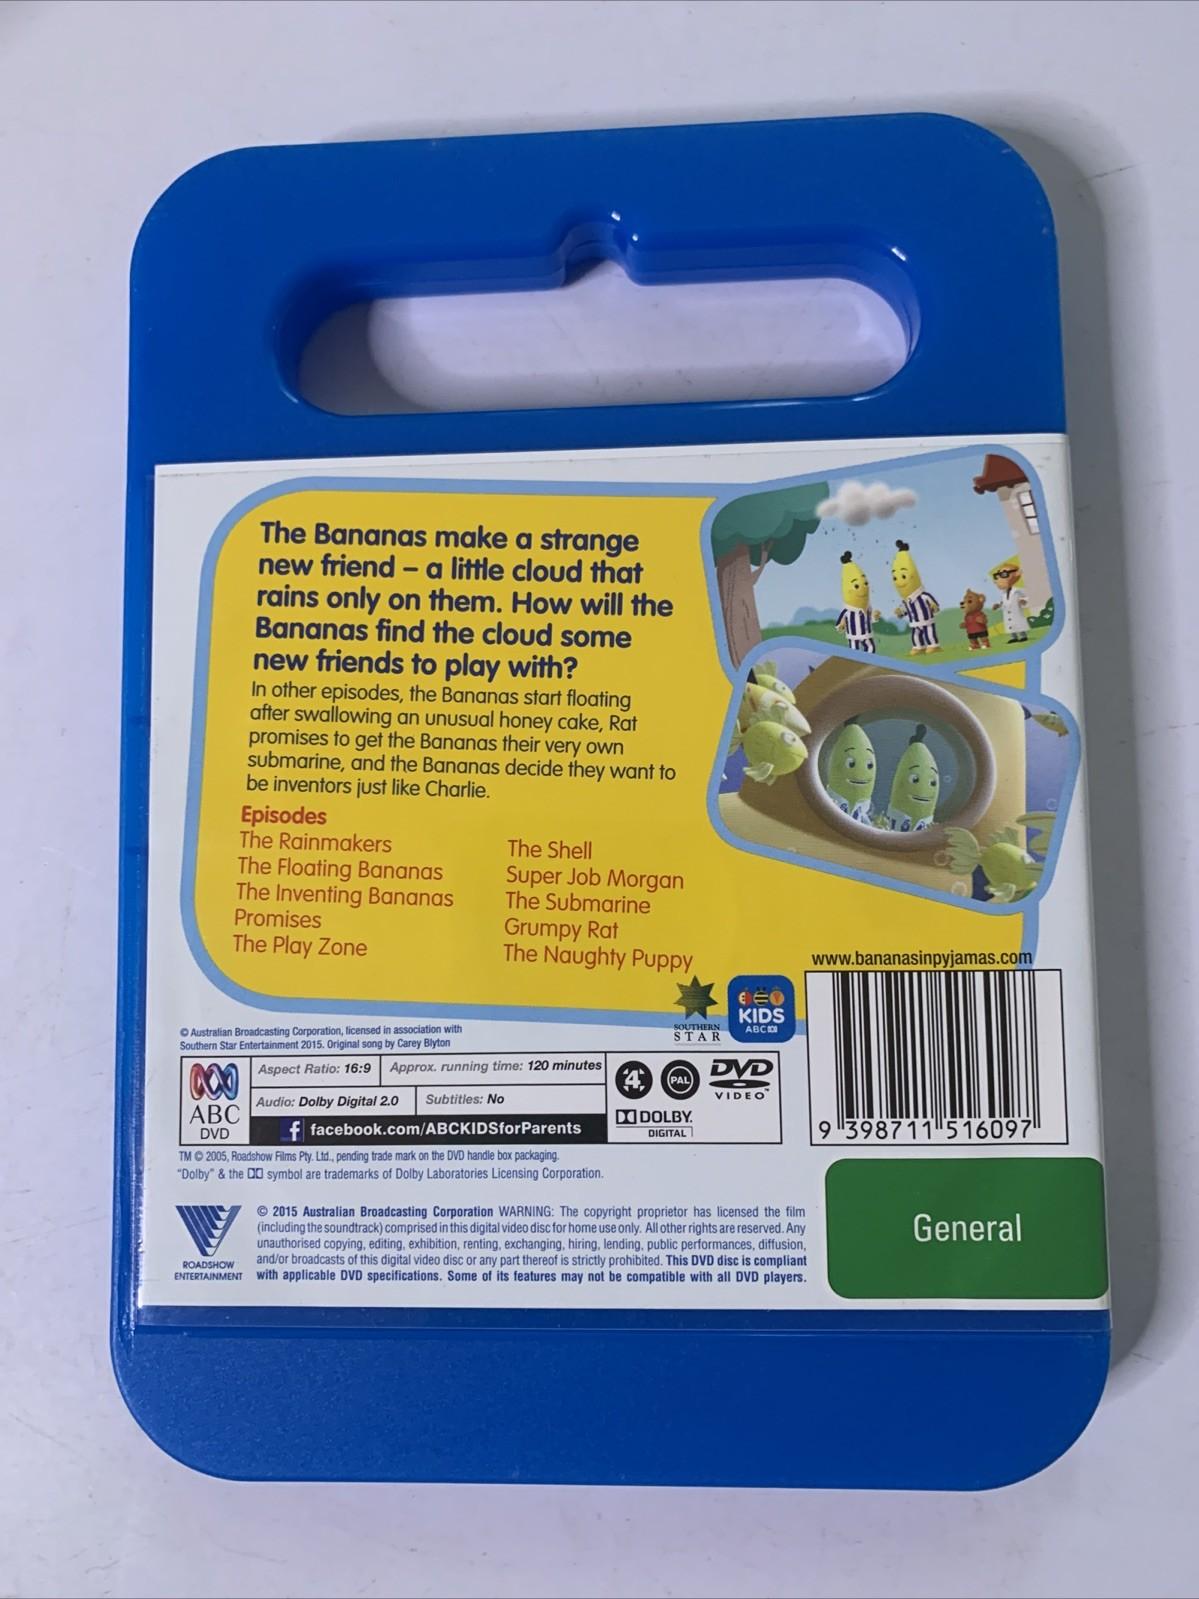 The Bananas make a strange
new friend – a little cloud that
rains only on them. How will the
Bananas find the cloud some
new friends to play with?
In other episodes, the Bananas start floating
after swallowing an unusual honey cake, Rat
promises to get the Bananas their very own
submarine, and the Bananas decide they want to
be inventors just like Charlie.
Episodes
The Rainmakers
The Floating Bananas
The Inventing Bananas
Promises
The Play Zone
The Shell
Super Job Morgan
The Submarine
Grumpy Rat
The Naughty Puppy
www.bananasinpyjamas.com
SOUTHERN
STAR
KIDS
ABC
© Australian Broadcasting Corporation, licensed in association with
Southern Star Entertainment 2015. Original song by Carey Blyton
ABC
DVD
Aspect Ratio: 16:9
Approx. running time: 120 minutes
Audio: Dolby Digital 2.0
Subtitles: No
f facebook.com/ABCKIDSforParents
4
PAL
DVD
VIDEO™
DOLBY.
DIGITAL
9 398711 516097
TM © 2005, Roadshow Films Pty. Ltd., pending trade mark on the DVD handle box packaging.
"Dolby" & the symbol are trademarks of Dolby Laboratories Licensing Corporation.
ROADSHOW
ENTERTAINMENT
© 2015 Australian Broadcasting Corporation WARNING: The copyright proprietor has licensed the film
(including the soundtrack) comprised in this digital video disc for home use only. All other rights are reserved. Any
unauthorised copying, editing, exhibition, renting, exchanging, hiring, lending, public performances, diffusion,
and/or broadcasts of this digital video disc or any part thereof is strictly prohibited. This DVD disc is compliant
with applicable DVD specifications. Some of its features may not be compatible with all DVD players.
General